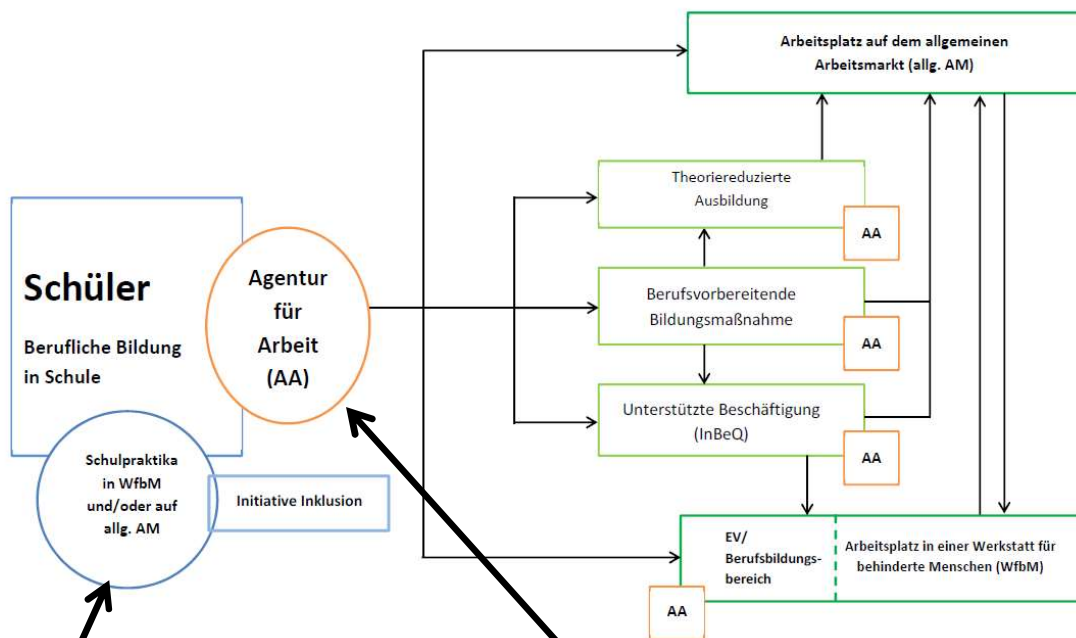 Arbeitsplatz auf dem allgemeinen
Arbeitsmarkt (allg. AM)
Theoriereduzierte
Ausbildung
AA
Schüler
Berufliche Bildung
in Schule
Agentur
für
Arbeit
(AA)
Berufsvorbereitende
Bildungsmaßnahme
AA
Unterstützte Beschäftigung
(InBeQ)
AA
Schulpraktika
in WfbM
und/oder auf
allg. AM
Initiative Inklusion
EV/
Berufsbildungs-
bereich
AA
Arbeitsplatz in einer Werkstatt für
behinderte Menschen (WfbM)